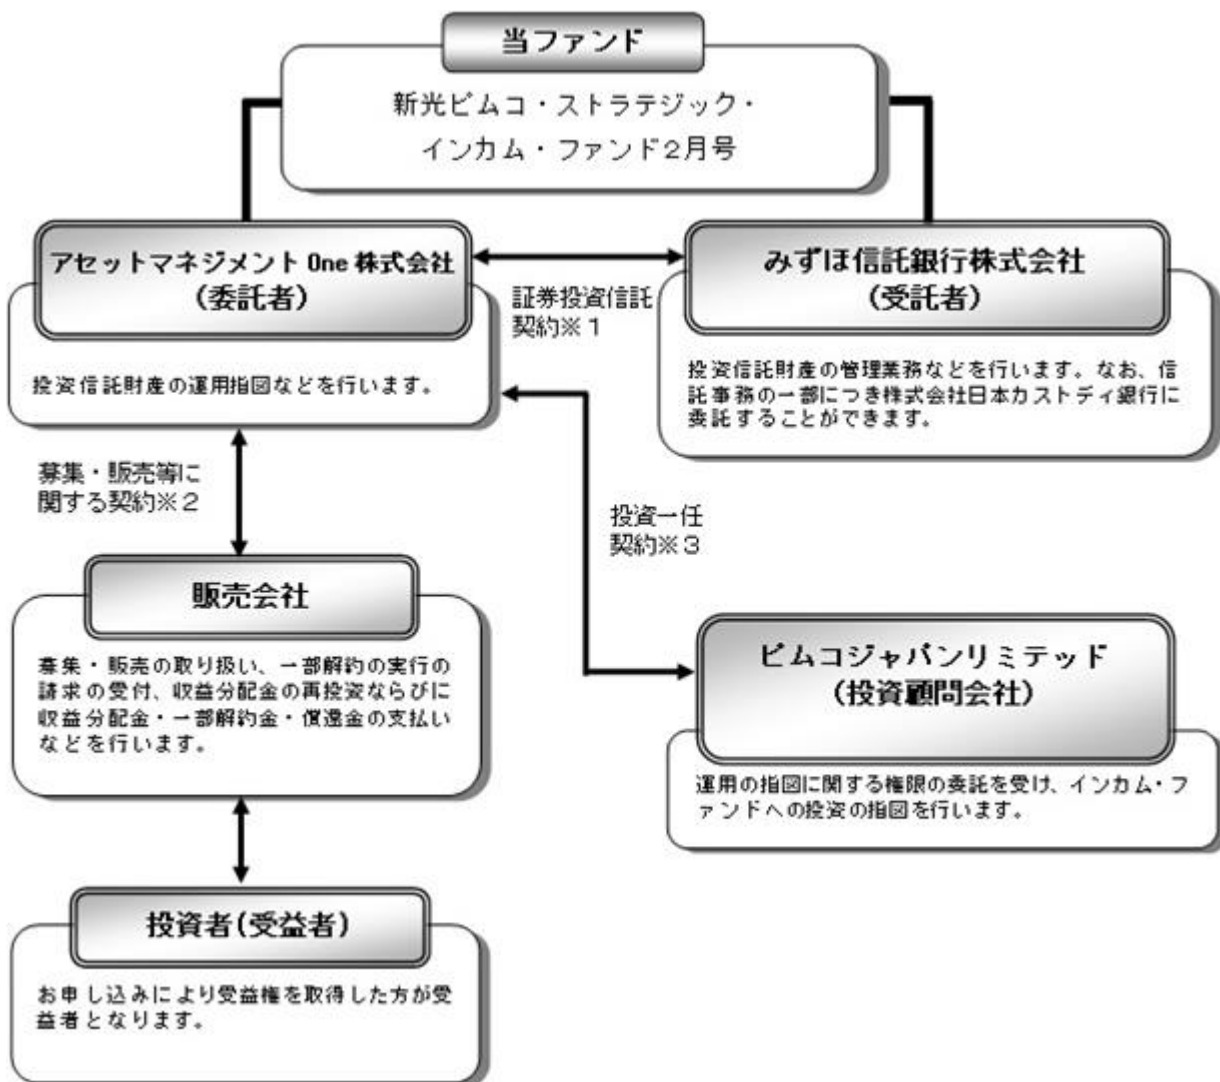 当ファンド
新光ピムコ・ストラテジック・
インカム・ファンド2月号
アセットマネジメントOne株式会社
(委託者)
投資信託財産の運用指図などを行います。
証券投資信託
契約※1
みずほ信託銀行株式会社
(受託者)
投資信託財産の管理業務などを行います。なお、信
託事務の一部につき株式会社日本カストディ銀行に
委託することができます。
募集・販売等に
関する契約※2
投資一任
契約※3
販売会社
募集・販売の取り扱い、一部解約の実行の
請求の受付、収益分配金の再投資ならびに
収益分配金・一部解約金・償還金の支払い
などを行います。
ピムコジャパンリミテッド
(投資顧問会社)
運用の指図に関する権限の委託を受け、インカム・フ
ァンドへの投資の指図を行います。
投資者(受益者)
お申し込みにより受益権を取得した方が受
益者となります。